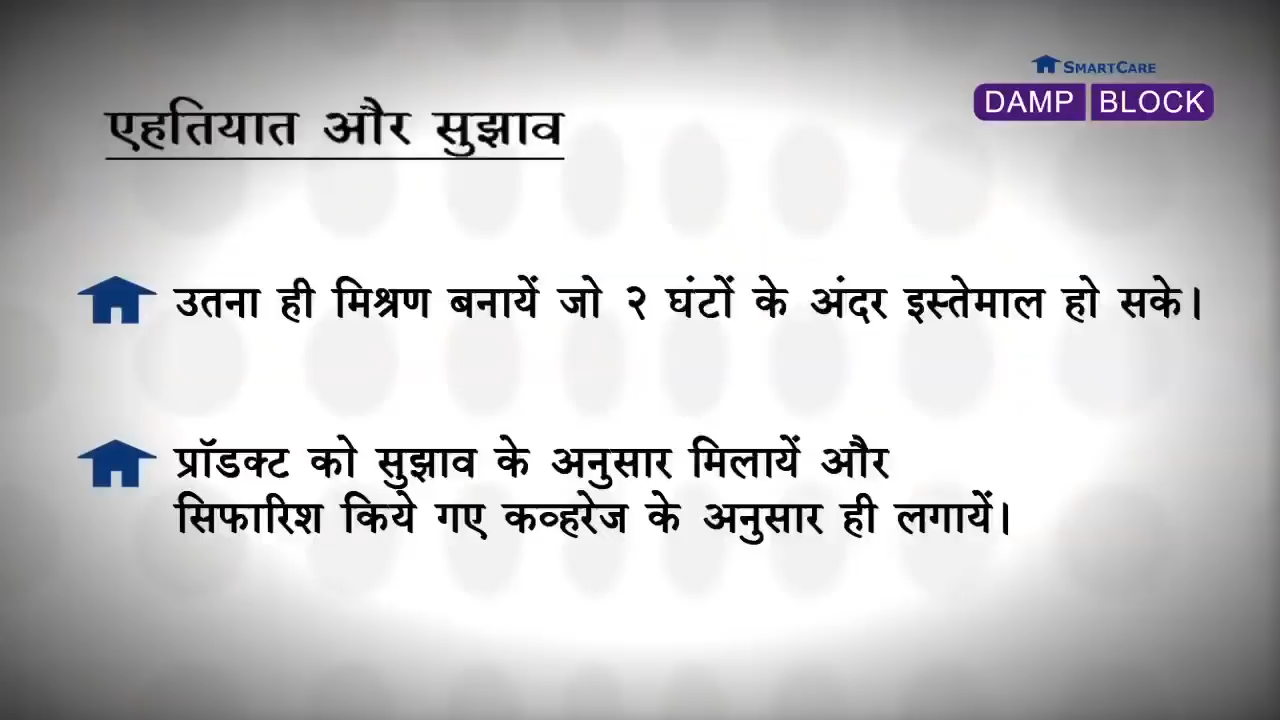 SMARTCARE
DAMP BLOCK
एहतियात और सुझाव
उतना ही मिश्रण बनायें जो २ घंटों के अंदर इस्तेमाल हो सके।
प्रॉडक्ट को सुझाव के अनुसार मिलायें और
सिफारिश किये गए कव्हरेज के अनुसार ही लगायें।